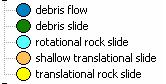 debris flow
debris slide
rotational rock slide
shallow translational slide
translational rock slide